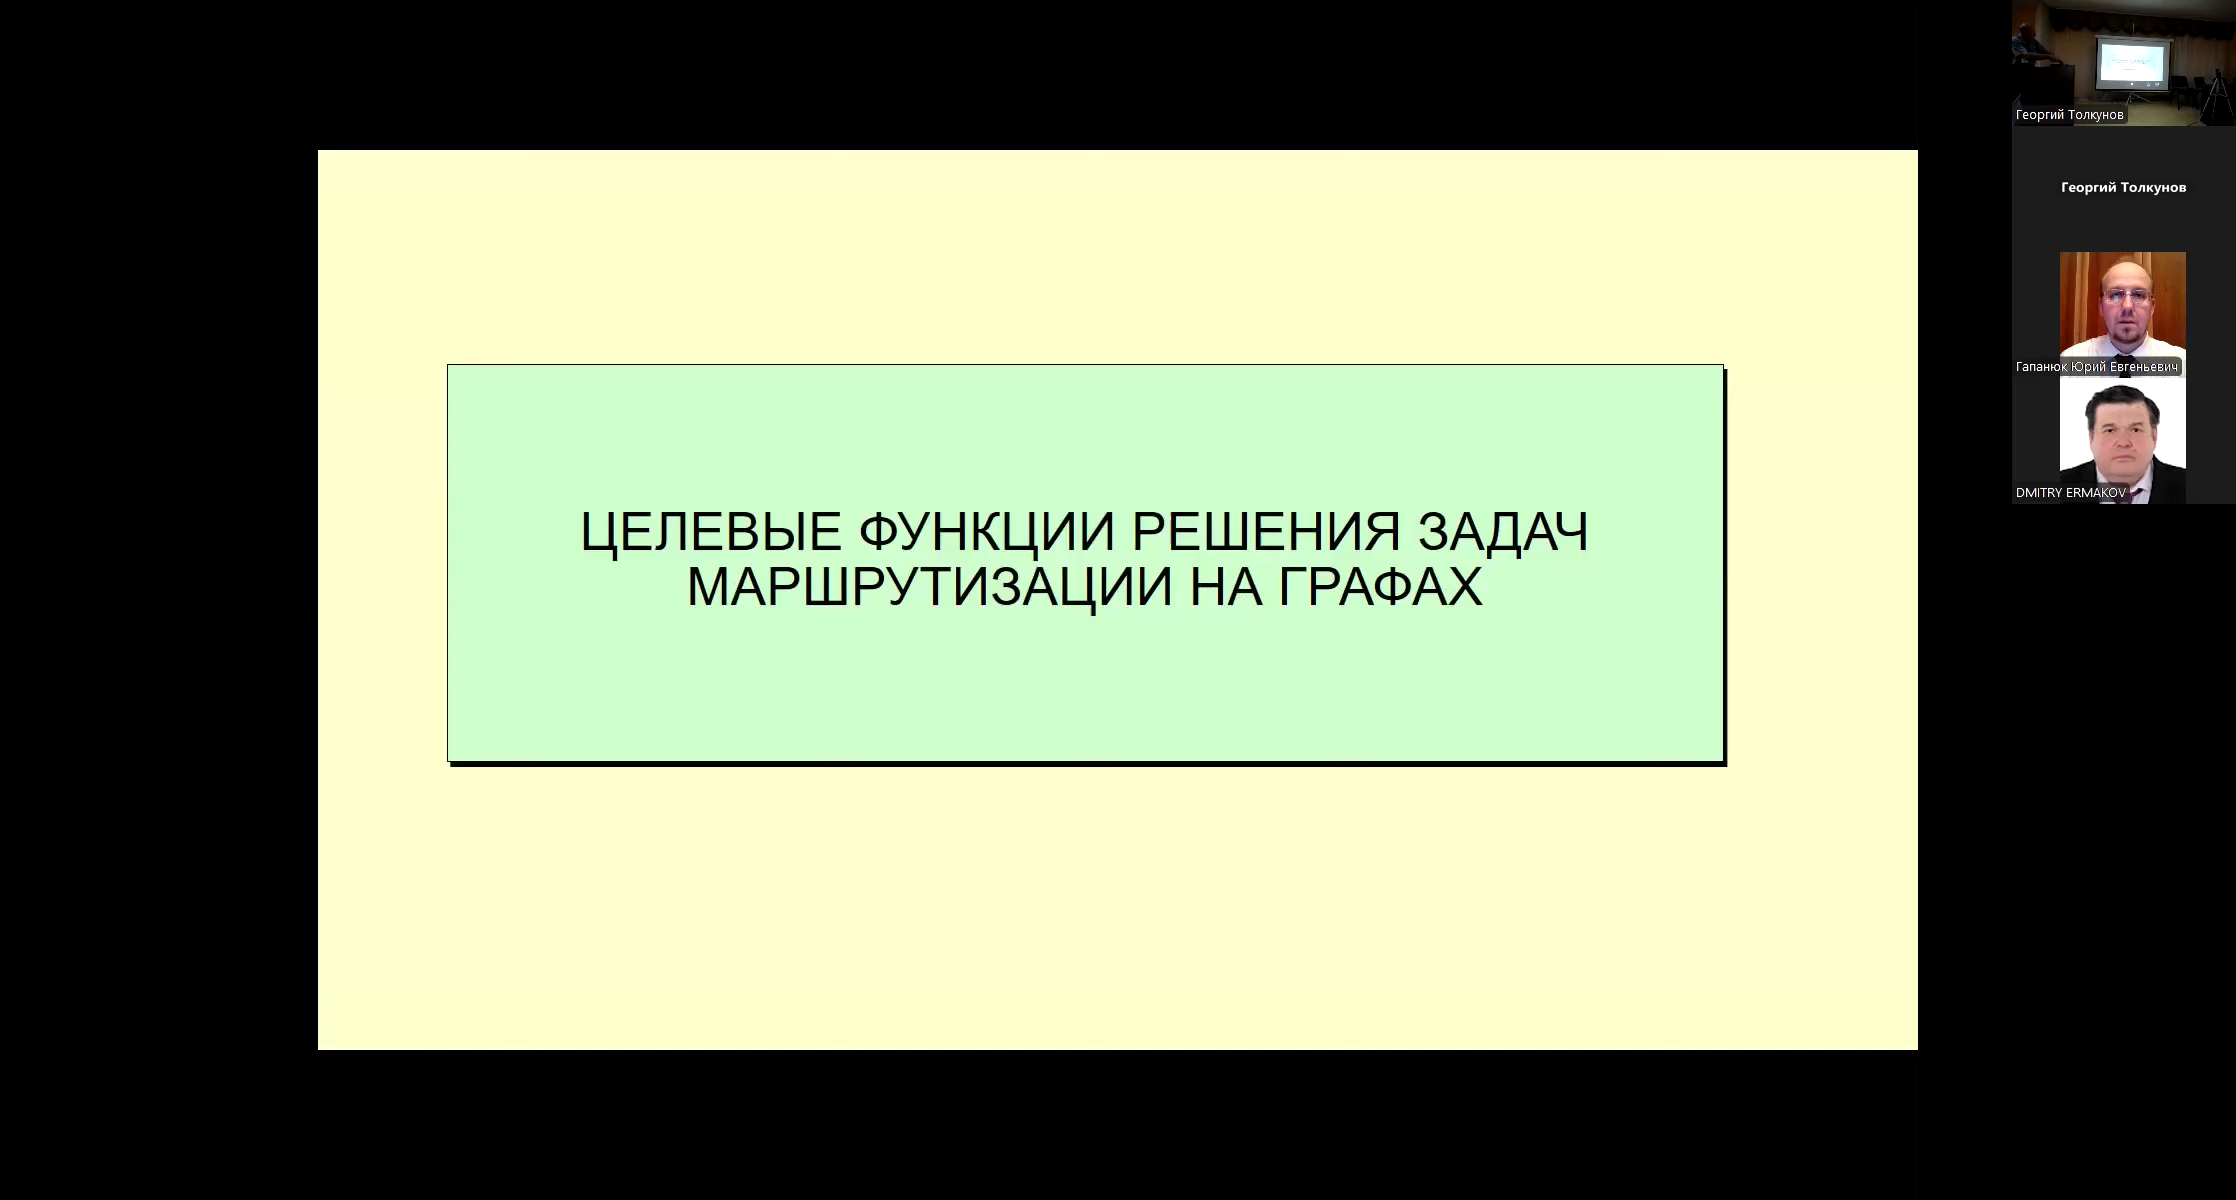 ЦЕЛЕВЫЕ ФУНКЦИИ РЕШЕНИЯ ЗАДАЧ
МАРШРУТИЗАЦИИ НА ГРАФАХ
Георгий Толкунов
Георгий Толкунов
Гапанюк Юрий Евгеньевич
DMITRY ERMAKOV